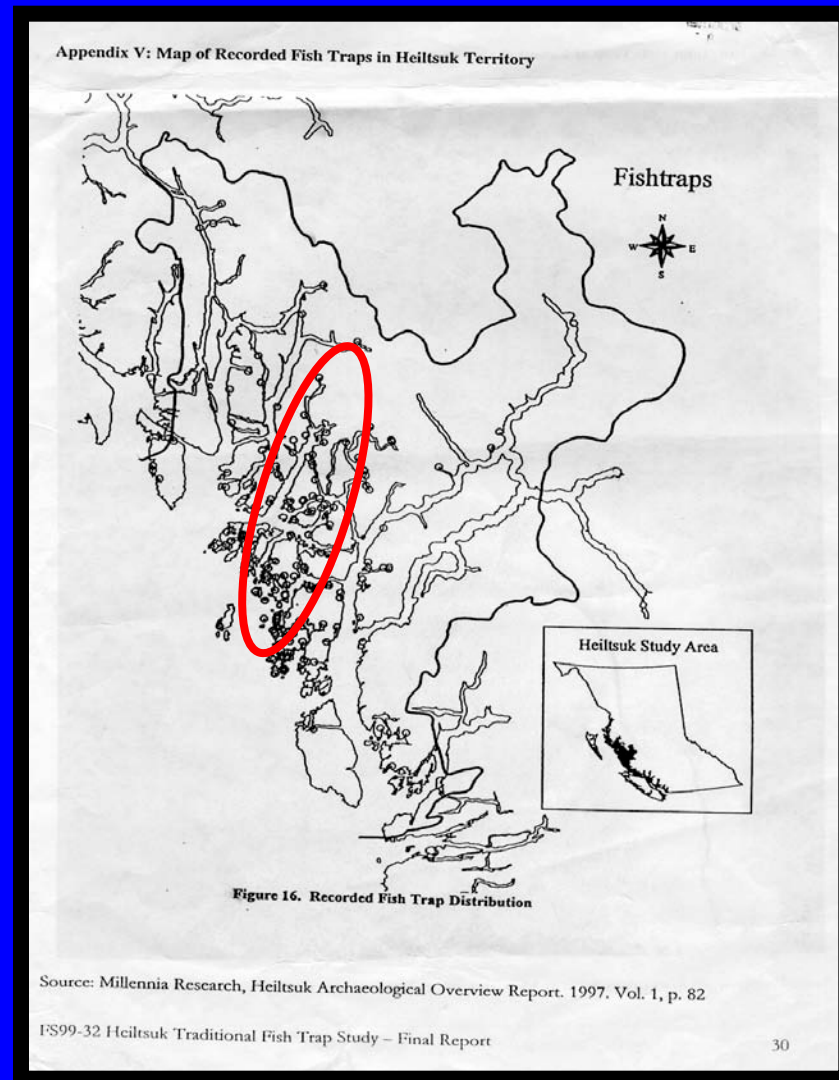 Appendix V: Map of Recorded Fish Traps in Heiltsuk Territory
Fishtraps
N
W E
S
Heiltsuk Study Area
Figure 16. Recorded Fish Trap Distribution
Source: Millennia Research, Heiltsuk Archaeological Overview Report. 1997. Vol. 1, p. 82
FS99-32 Heiltsuk Traditional Fish Trap Study – Final Report 30